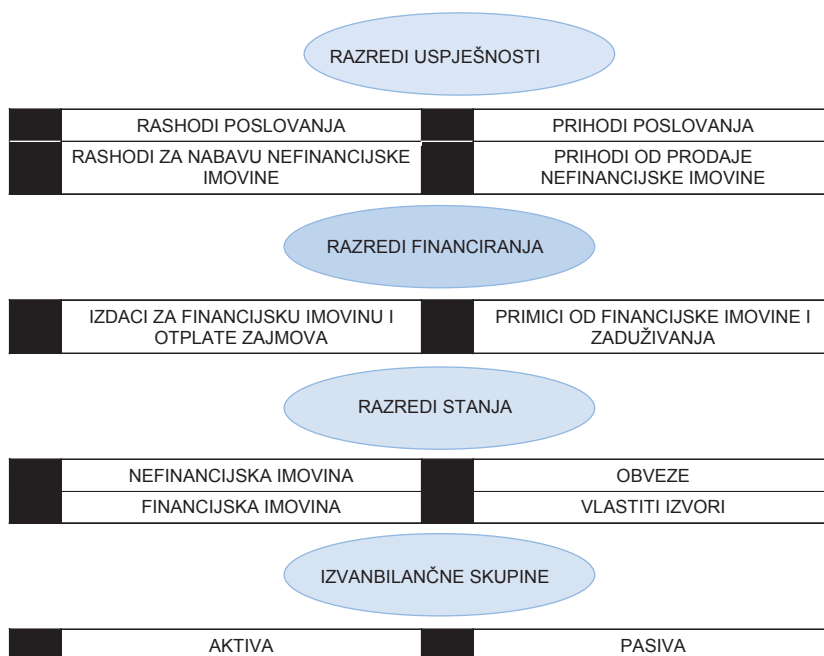 RAZREDI USPJEŠNOSTI
RASHODI POSLOVANJA
PRIHODI POSLOVANJA
RASHODI ZA NABAVU NEFINANCIJSKE
IMOVINE
PRIHODI OD PRODAJE
NEFINANCIJSKE IMOVINE
RAZREDI FINANCIRANJA
IZDACI ZA FINANCIJSKU IMOVINU I
OTPLATE ZAJMOVA
PRIMICI OD FINANCIJSKE IMOVINE I
ZADUŽIVANJA
RAZREDI STANJA
NEFINANCIJSKA IMOVINA
OBVEZE
FINANCIJSKA IMOVINA
VLASTITI IZVORI
IZVANBILANČNE SKUPINE
AKTIVA
PASIVA